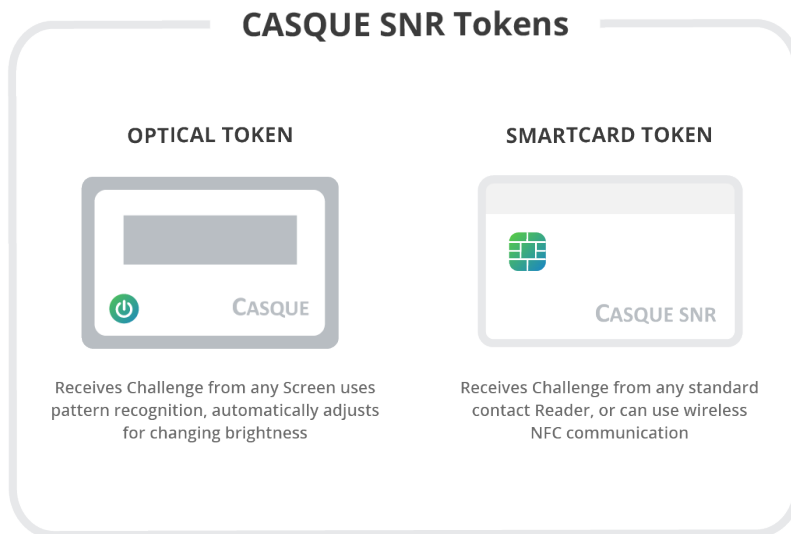 CASQUE SNR Tokens
OPTICAL TOKEN
CASQUE
Receives Challenge from any Screen uses
pattern recognition, automatically adjusts
for changing brightness
SMARTCARD TOKEN
CASQUE SNR
Receives Challenge from any standard
contact Reader, or can use wireless
NFC communication